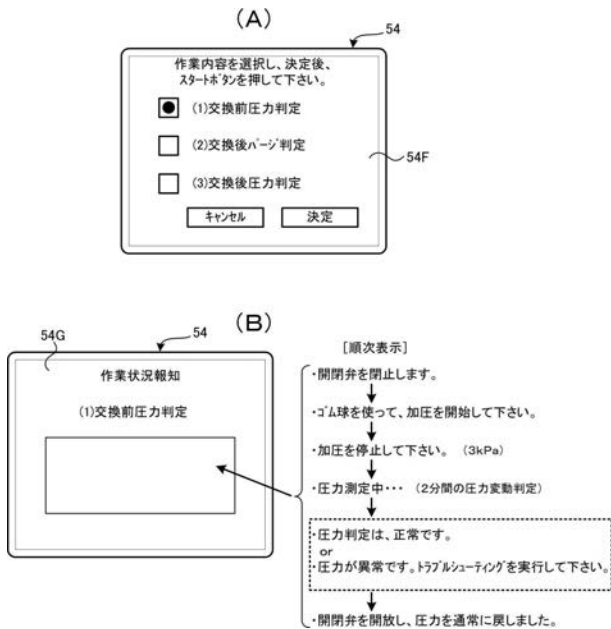 (A)
54
作業内容を選択し、決定後、
スタートボタンを押して下さい。
(1)交換前圧力判定
(2)交換後パージ判定
(3)交換後圧力判定
54F
キャンセル
決定
(B)
54G
54
作業状況報知
(1)交換前圧力判定
[順次表示]
・開閉弁を閉止します。
・ゴム球を使って、加圧を開始して下さい。
・加圧を停止して下さい。 (3kPa)
・圧力測定中・・・ (2分間の圧力変動判定)
・圧力判定は、正常です。
or
・圧力が異常です。トラブルシューティングを実行して下さい。
・開閉弁を開放し、圧力を通常に戻しました。